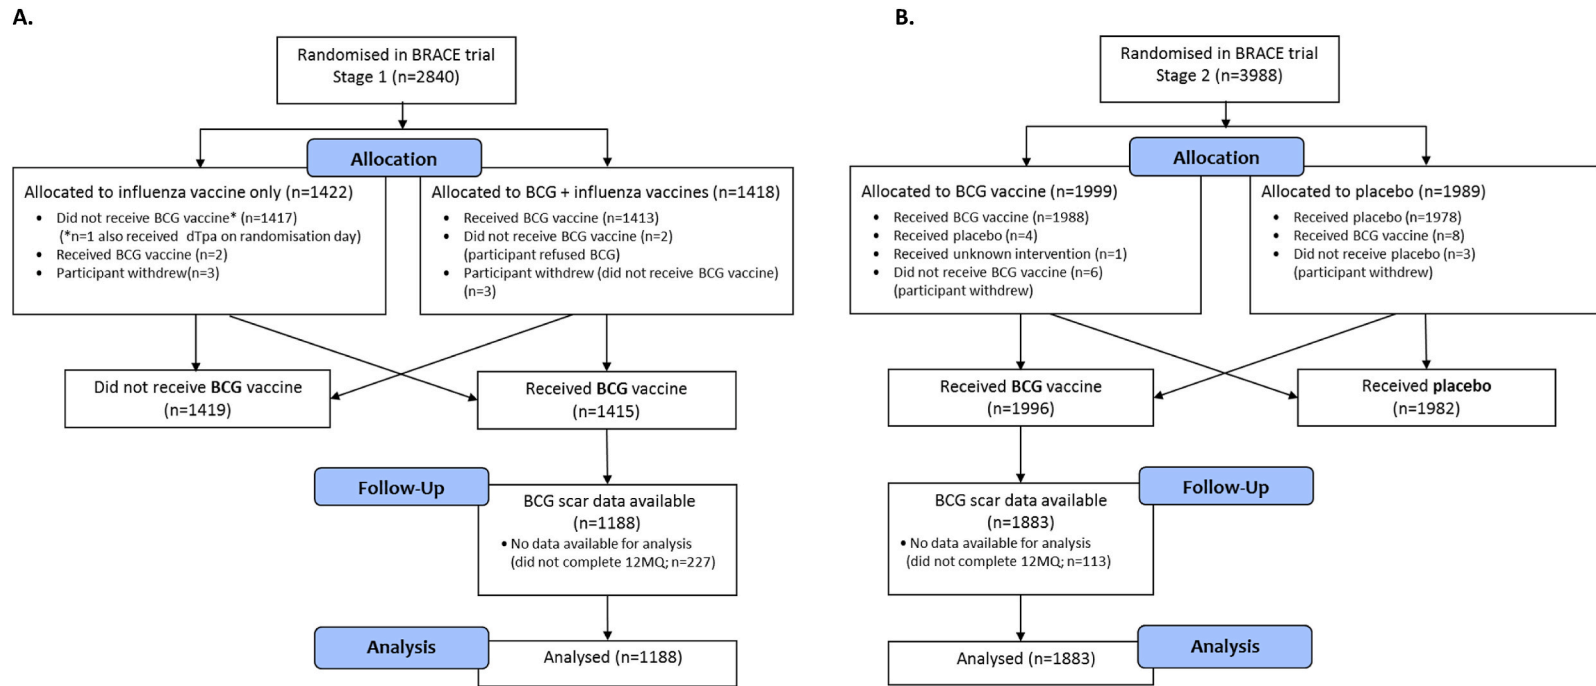 A.
Randomised in BRACE trial
Stage 1 (n=2840)
Allocation
Allocated to influenza vaccine only (n=1422)
• Did not receive BCG vaccine* (n=1417)
(*n=1 also received dTpa on randomisation day)
• Received BCG vaccine (n=2)
• Participant withdrew(n=3)
Allocated to BCG + influenza vaccines (n=1418)
• Received BCG vaccine (n=1413)
• Did not receive BCG vaccine (n=2)
(participant refused BCG)
• Participant withdrew (did not receive BCG vaccine)
(n=3)
Did not receive BCG vaccine
(n=1419)
Received BCG vaccine
(n=1415)
Follow-Up
BCG scar data available
(n=1188)
• No data available for analysis
(did not complete 12MQ; n=227)
Analysis
Analysed (n=1188)
B.
Randomised in BRACE trial
Stage 2 (n=3988)
Allocation
Allocated to BCG vaccine (n=1999)
• Received BCG vaccine (n=1988)
• Received placebo (n=4)
• Received unknown intervention (n=1)
• Did not receive BCG vaccine (n=6)
(participant withdrew)
Allocated to placebo (n=1989)
• Received placebo (n=1978)
• Received BCG vaccine (n=8)
• Did not receive placebo (n=3)
(participant withdrew)
Received BCG vaccine
(n=1996)
Received placebo
(n=1982)
Follow-Up
BCG scar data available
(n=1883)
• No data available for analysis
(did not complete 12MQ; n=113)
Analysis
Analysed (n=1883)